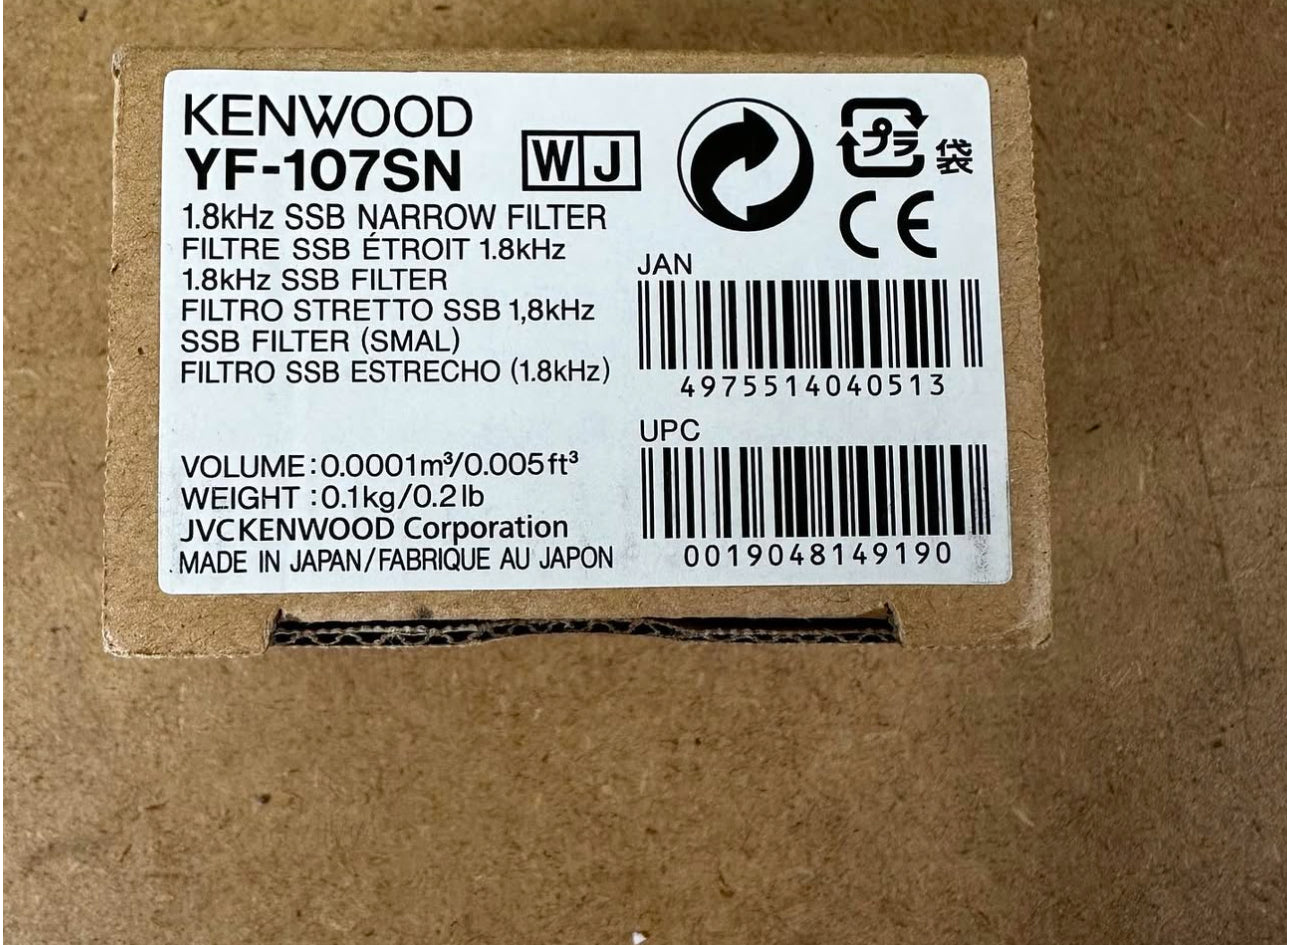 KENWOOD
YF-107SN
WJ
1.8kHz SSB NARROW FILTER
FILTRE SSB ÉTROIT 1.8kHz
1.8kHz SSB FILTER
FILTRO STRETTO SSB 1,8kHz
SSB FILTER (SMAL)
FILTRO SSB ESTRECHO (1.8kHz)
VOLUME:0.0001m³/0.005ft³
WEIGHT :0.1kg/0.2lb
JVCKENWOOD Corporation
MADE IN JAPAN/FABRIQUE AU JAPON
プラ 袋
CE
JAN
4975514040513
UPC
0019048149190